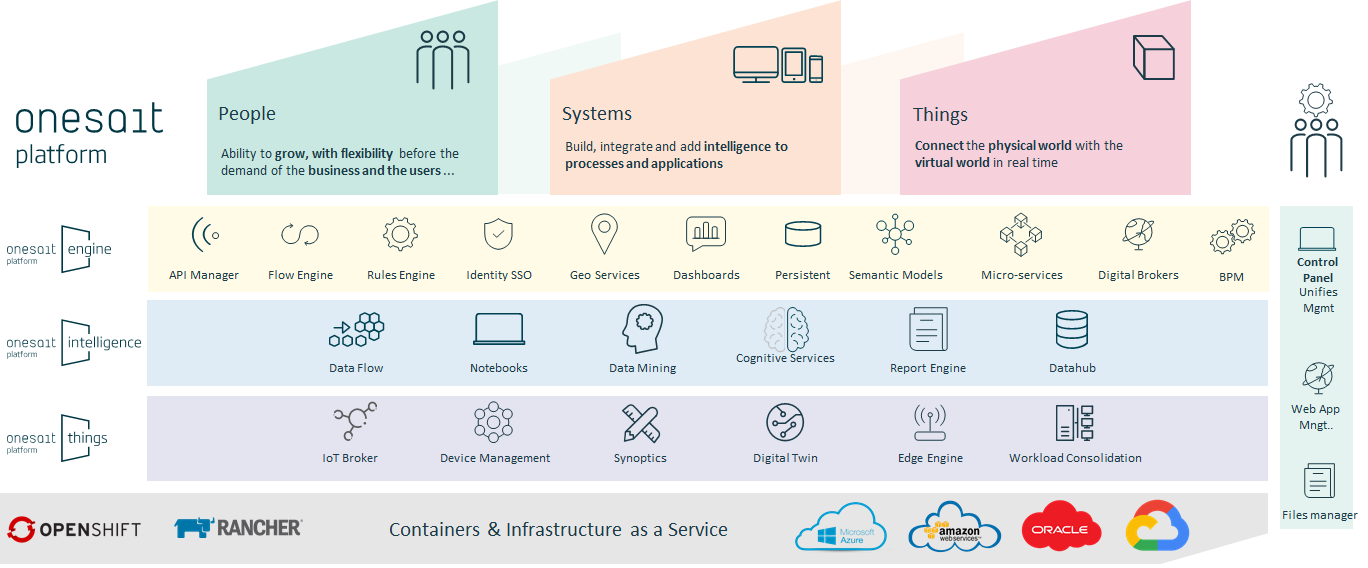 onesait
platform
People
Ability to grow, with flexibility before the
demand of the business and the users ...
Systems
Build, integrate and add intelligence to
processes and applications
Things
Connect the physical world with the
virtual world in real time
onesait
platform
engine
API Manager
Flow Engine
Rules Engine
Identity SSO
Geo Services
Dashboards
Persistent
Semantic Models
Micro-services
Digital Brokers
BPM
onesait
platform
intelligence
Data Flow
Notebooks
Data Mining
Cognitive Services
Report Engine
Datahub
onesait
platform
things
IoT Broker
Device Management
Synoptics
Digital Twin
Edge Engine
Workload Consolidation
Control
Panel
Unifies
Mgmt
Web App
Mngt..
Files manager
OPENSHIFT
RANCHER
Containers & Infrastructure as a Service
Microsoft
Azure
amazon
webservices™
ORACLE